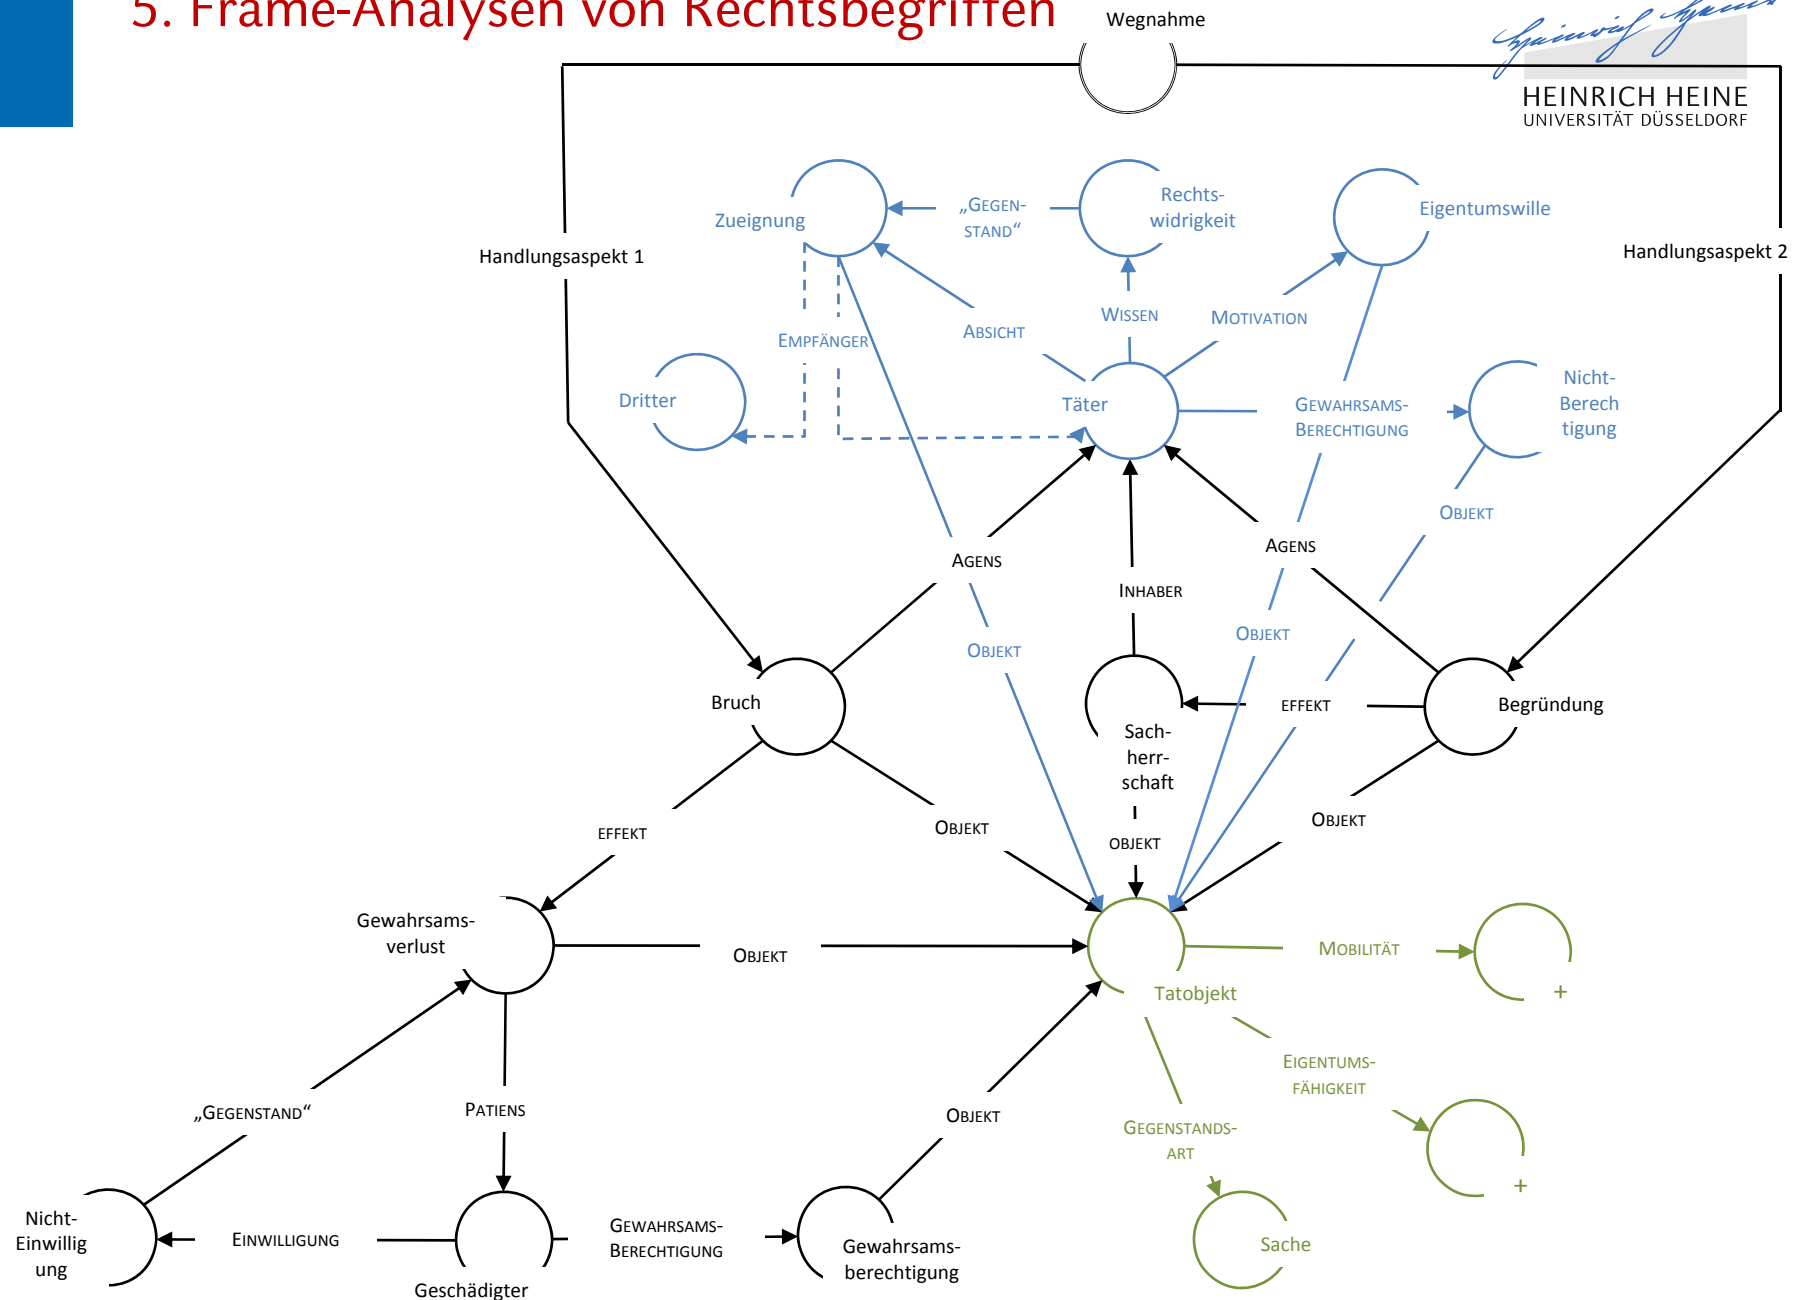 5. Frame-Analysen von Rechtsbegriffen
Wegnahme
Heinrich Heine
HEINRICH HEINE
UNIVERSITÄT DÜSSELDORF
Zueignung
„GEGEN-
STAND“
Rechts-
widrigkeit
Eigentumswille
Handlungsaspekt 1
Handlungsaspekt 2
EMPFÄNGER
ABSICHT
WISSEN
MOTIVATION
Dritter
Täter
GEWAHRSAMS-
BERECHTIGUNG
Nicht-
Berech
tigung
OBJEKT
AGENS
AGENS
INHABER
OBJEKT
OBJEKT
Bruch
Sach-
herr-
schaft
EFFEKT
Begründung
EFFEKT
OBJEKT
OBJEKT
OBJEKT
Gewahrsams-
verlust
OBJEKT
Tatobjekt
MOBILITÄT
+
EIGENTUMS-
FÄHIGKEIT
+
GEGENSTANDS-
ART
Sache
„GEGENSTAND“
PATIENS
OBJEKT
Nicht-
Einwillig
ung
EINWILLIGUNG
Geschädigter
GEWAHRSAMS-
BERECHTIGUNG
Gewahrsams-
berechtigung